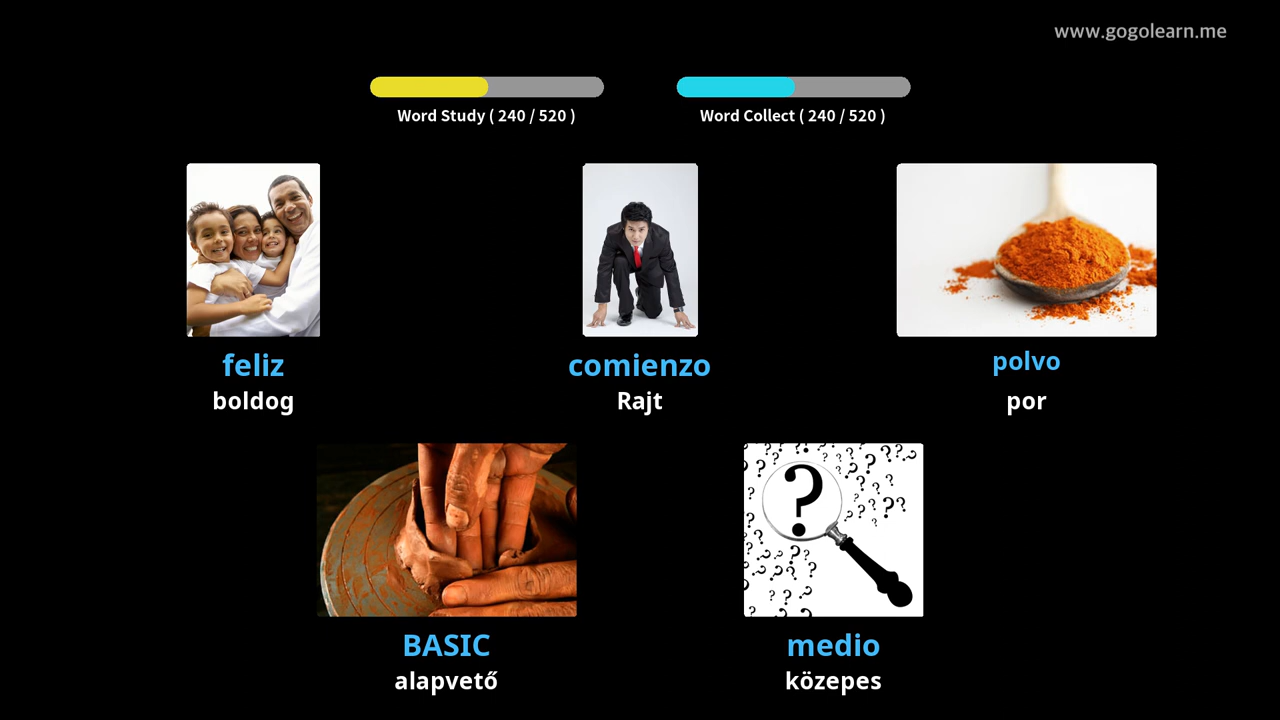 www.gogolearn.me
Word Study ( 240 / 520 )
Word Collect ( 240 / 520 )
feliz
boldog
comienzo
Rajt
polvo
por
BASIC
alapvető
medio
közepes